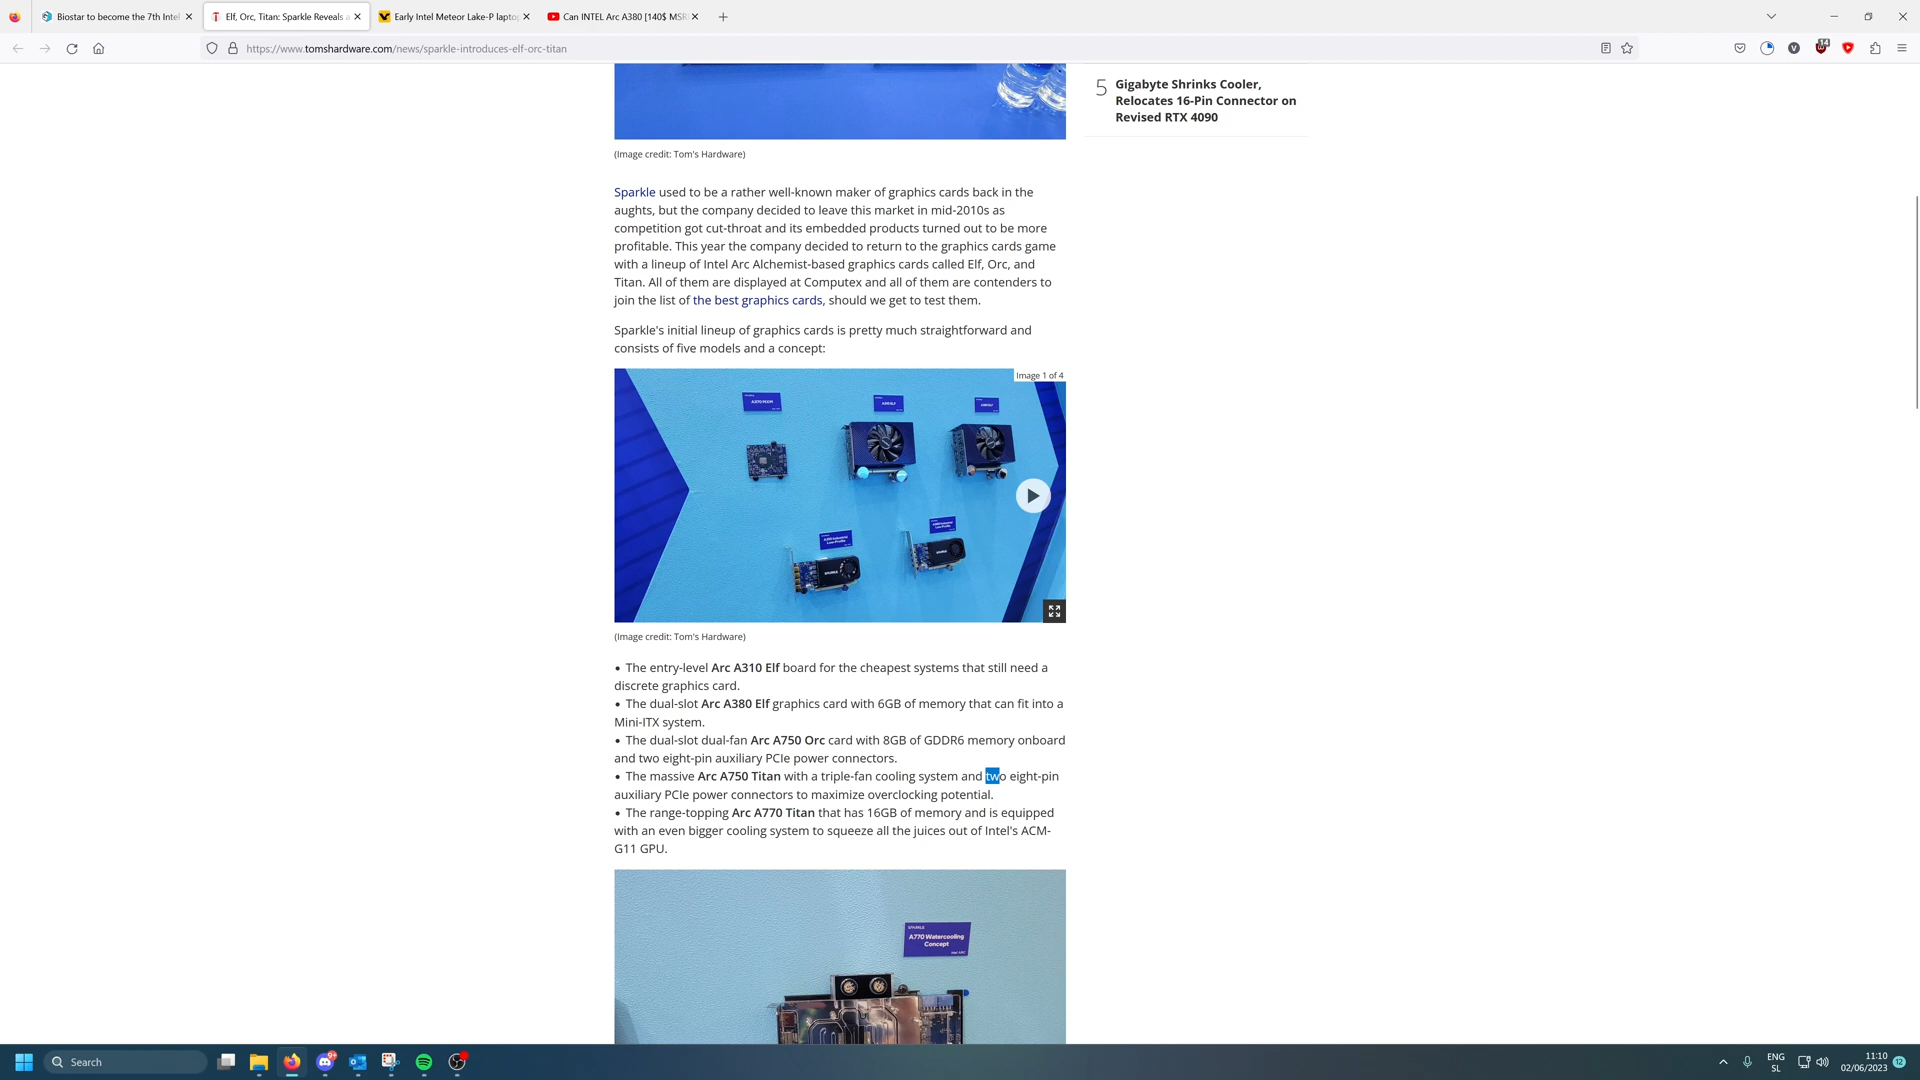 Biostar to become the 7th Intel
Elf, Orc, Titan: Sparkle Reveals a
Early Intel Meteor Lake-P laptop
Can INTEL Arc A380 [140$ MSR
https://www.tomshardware.com/news/sparkle-introduces-elf-orc-titan
14
5
Gigabyte Shrinks Cooler,
Relocates 16-Pin Connector on
Revised RTX 4090
(Image credit: Tom's Hardware)
Sparkle used to be a rather well-known maker of graphics cards back in the
aughts, but the company decided to leave this market in mid-2010s as
competition got cut-throat and its embedded products turned out to be more
profitable. This year the company decided to return to the graphics cards game
with a lineup of Intel Arc Alchemist-based graphics cards called Elf, Orc, and
Titan. All of them are displayed at Computex and all of them are contenders to
join the list of the best graphics cards, should we get to test them.
Sparkle's initial lineup of graphics cards is pretty much straightforward and
consists of five models and a concept:
Image 1 of 4
SPARKLE
SPARKLE
(Image credit: Tom's Hardware)
• The entry-level Arc A310 Elf board for the cheapest systems that still need a
discrete graphics card.
• The dual-slot Arc A380 Elf graphics card with 6GB of memory that can fit into a
Mini-ITX system.
• The dual-slot dual-fan Arc A750 Orc card with 8GB of GDDR6 memory onboard
and two eight-pin auxiliary PCIe power connectors.
• The massive Arc A750 Titan with a triple-fan cooling system and two eight-pin
auxiliary PCIe power connectors to maximize overclocking potential.
• The range-topping Arc A770 Titan that has 16GB of memory and is equipped
with an even bigger cooling system to squeeze all the juices out of Intel's ACM-
G11 GPU.
SPARKLE
A770 Watercooling
Concept
Search
9+
ENG
SL
11:10
02/06/2023
12